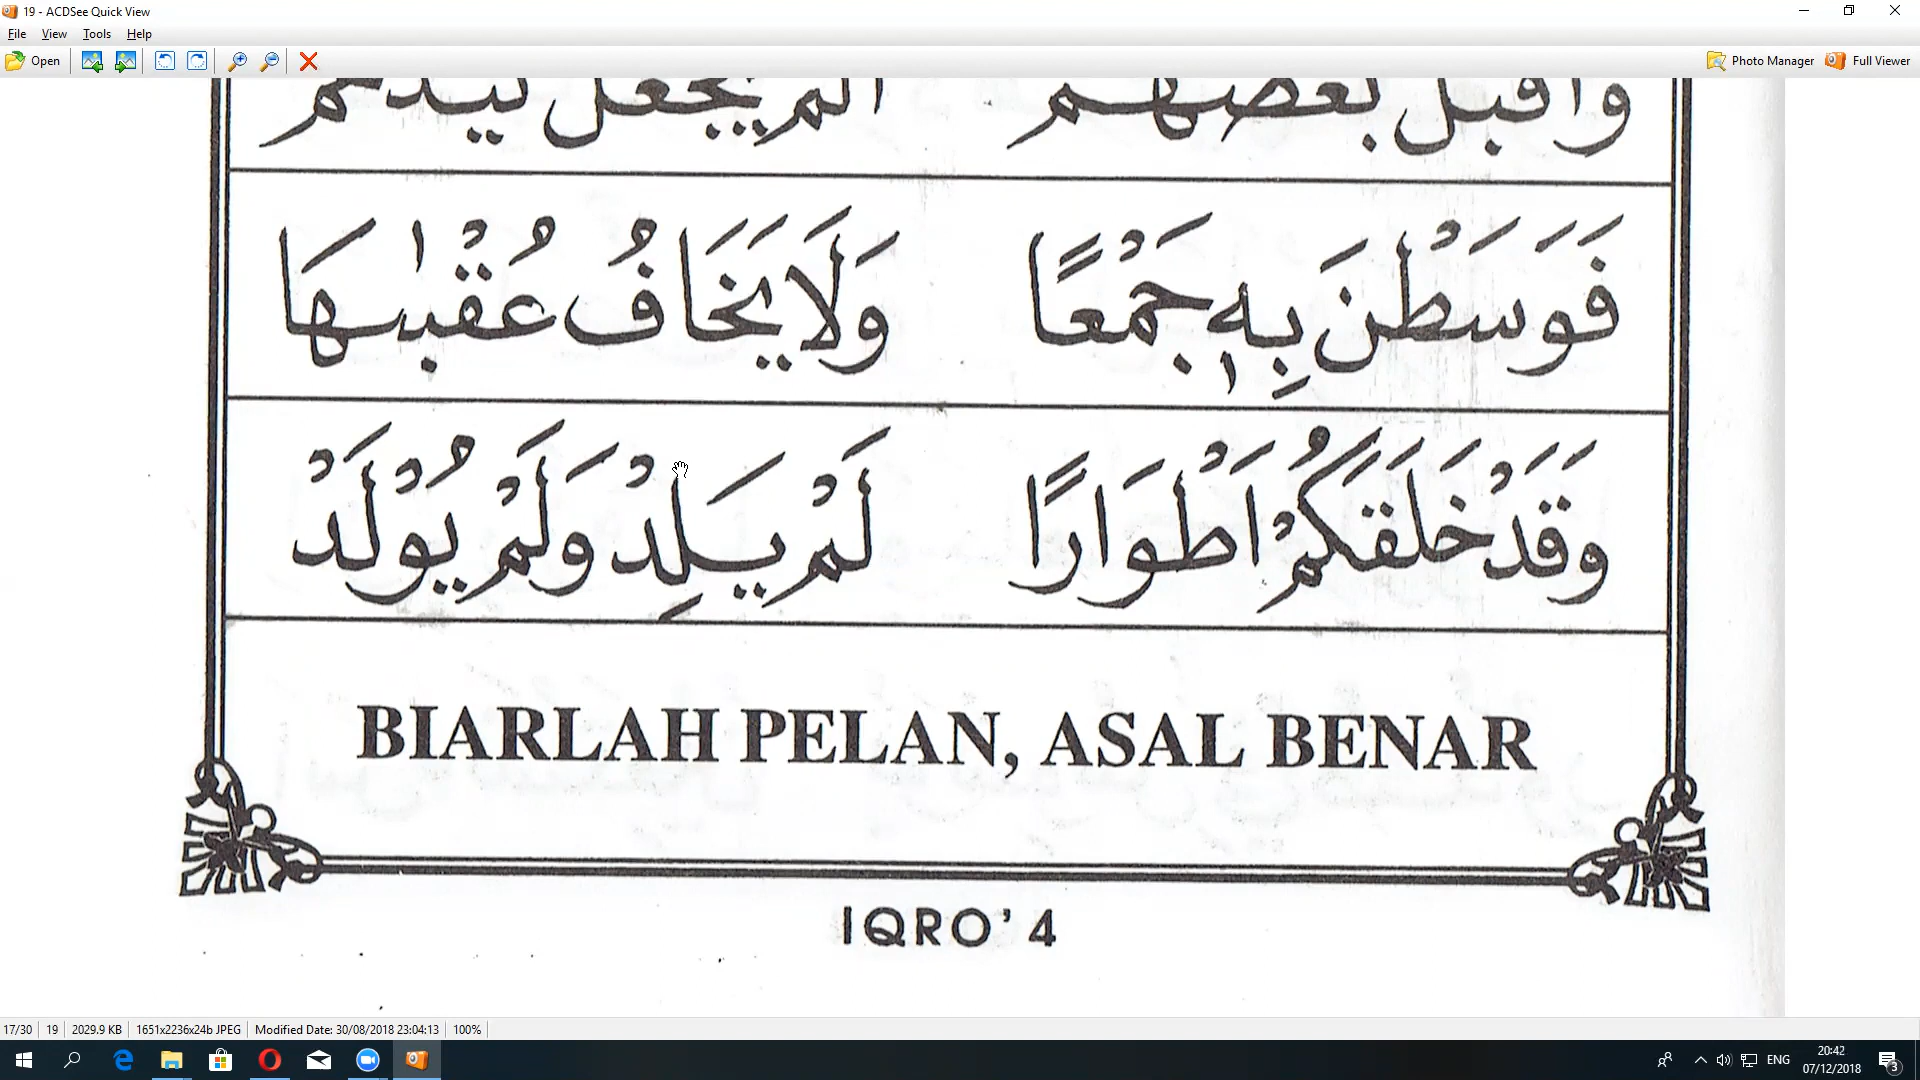 19 - ACDSee Quick View
File View Tools Help
Open Photo Manager Full Viewer
فَوَسَطْنَ بِهٖ جَمْعًا وَلَا يَخَافُ عُقْبٰىهَا
وَقَدْ خَلَقَكُمْ اَطْوَارًا لَمْ يَلِدْ وَلَمْ يُوْلَدْ
BIARLAH PELAN, ASAL BENAR
IQRO' 4
17/30 19 2029.9 KB 1651x2236x24b JPEG Modified Date: 30/08/2018 23:04:13 100%
ENG 20:42
07/12/2018 3